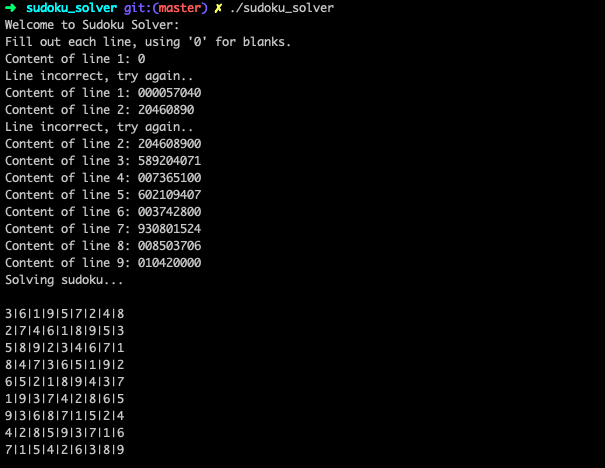 ➜ sudoku_solver git:(master) ✗ ./sudoku_solver
Welcome to Sudoku Solver:
Fill out each line, using '0' for blanks.
Content of line 1: 0
Line incorrect, try again..
Content of line 1: 000057040
Content of line 2: 20460890
Line incorrect, try again..
Content of line 2: 204608900
Content of line 3: 589204071
Content of line 4: 007365100
Content of line 5: 602109407
Content of line 6: 003742800
Content of line 7: 930801524
Content of line 8: 008503706
Content of line 9: 010420000
Solving sudoku...

3|6|1|9|5|7|2|4|8
2|7|4|6|1|8|9|5|3
5|8|9|2|3|4|6|7|1
8|4|7|3|6|5|1|9|2
6|5|2|1|8|9|4|3|7
1|9|3|7|4|2|8|6|5
9|3|6|8|7|1|5|2|4
4|2|8|5|9|3|7|1|6
7|1|5|4|2|6|3|8|9